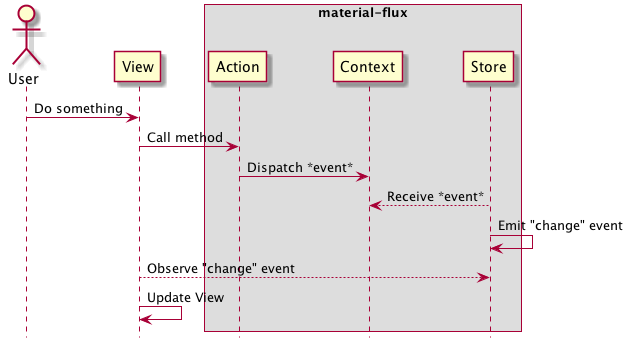 material-flux
User
View
Action
Context
Store
Do something
Call method
Dispatch *event*
Receive *event*
Emit "change" event
Observe "change" event
Update View